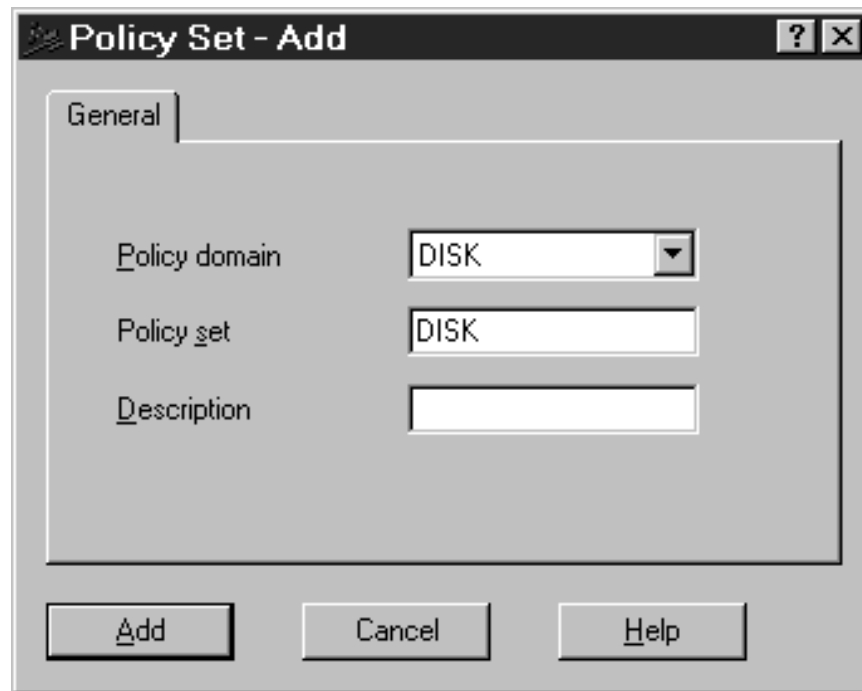 Policy Set - Add
General
Policy domain DISK
Policy set DISK
Description
Add Cancel Help